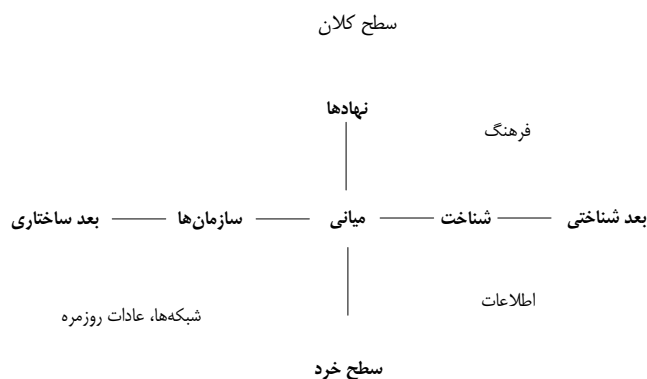 سطح کلان
نهادها
فرهنگ
بعد شناختی
شناخت
میانی
سازمان‌ها
بعد ساختاری
اطلاعات
شبکه‌ها، عادات روزمره
سطح خرد